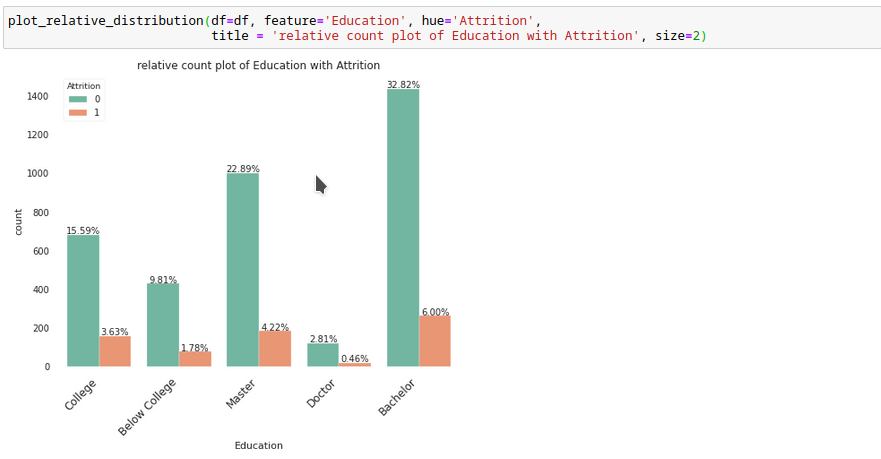 plot_relative_distribution(df=df, feature='Education', hue='Attrition',
title = 'relative count plot of Education with Attrition', size=2)
relative count plot of Education with Attrition
Attrition
0
1
1400
1200
1000
800
600
400
200
0
count
15.59%
3.63%
9.81%
1.78%
22.89%
4.22%
2.81%
0.46%
32.82%
6.00%
College
Below College
Master
Doctor
Bachelor
Education